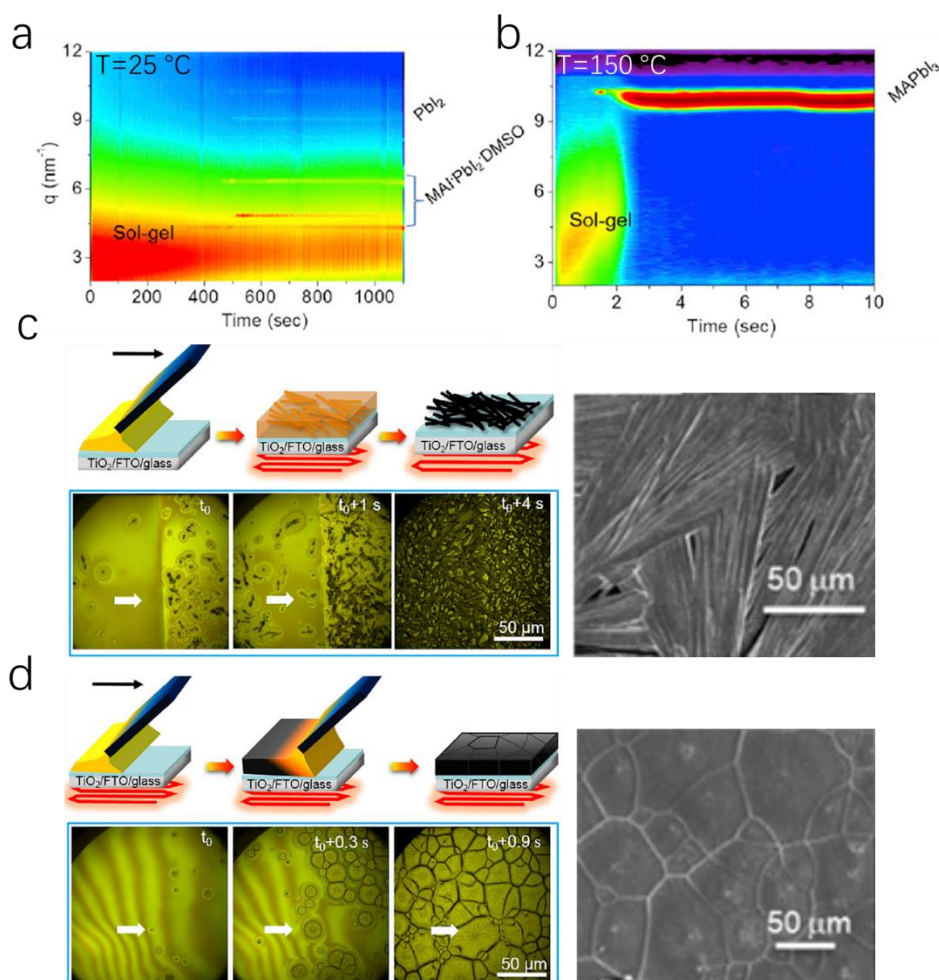 a
T=25 °C
12
9
6
3
q (nm⁻¹)
Sol-gel
PbI₂
MAI·PbI₂·DMSO
0 200 400 600 800 1000
Time (sec)
b
T=150 °C
12
9
6
3
Sol-gel
MAPbI₃
0 2 4 6 8 10
Time (sec)
c
TiO₂/FTO/glass
TiO₂/FTO/glass
TiO₂/FTO/glass
t₀
t₀+1 s
t₀+4 s
50 µm
50 µm
d
TiO₂/FTO/glass
TiO₂/FTO/glass
TiO₂/FTO/glass
t₀
t₀+0.3 s
t₀+0.9 s
50 µm
50 µm